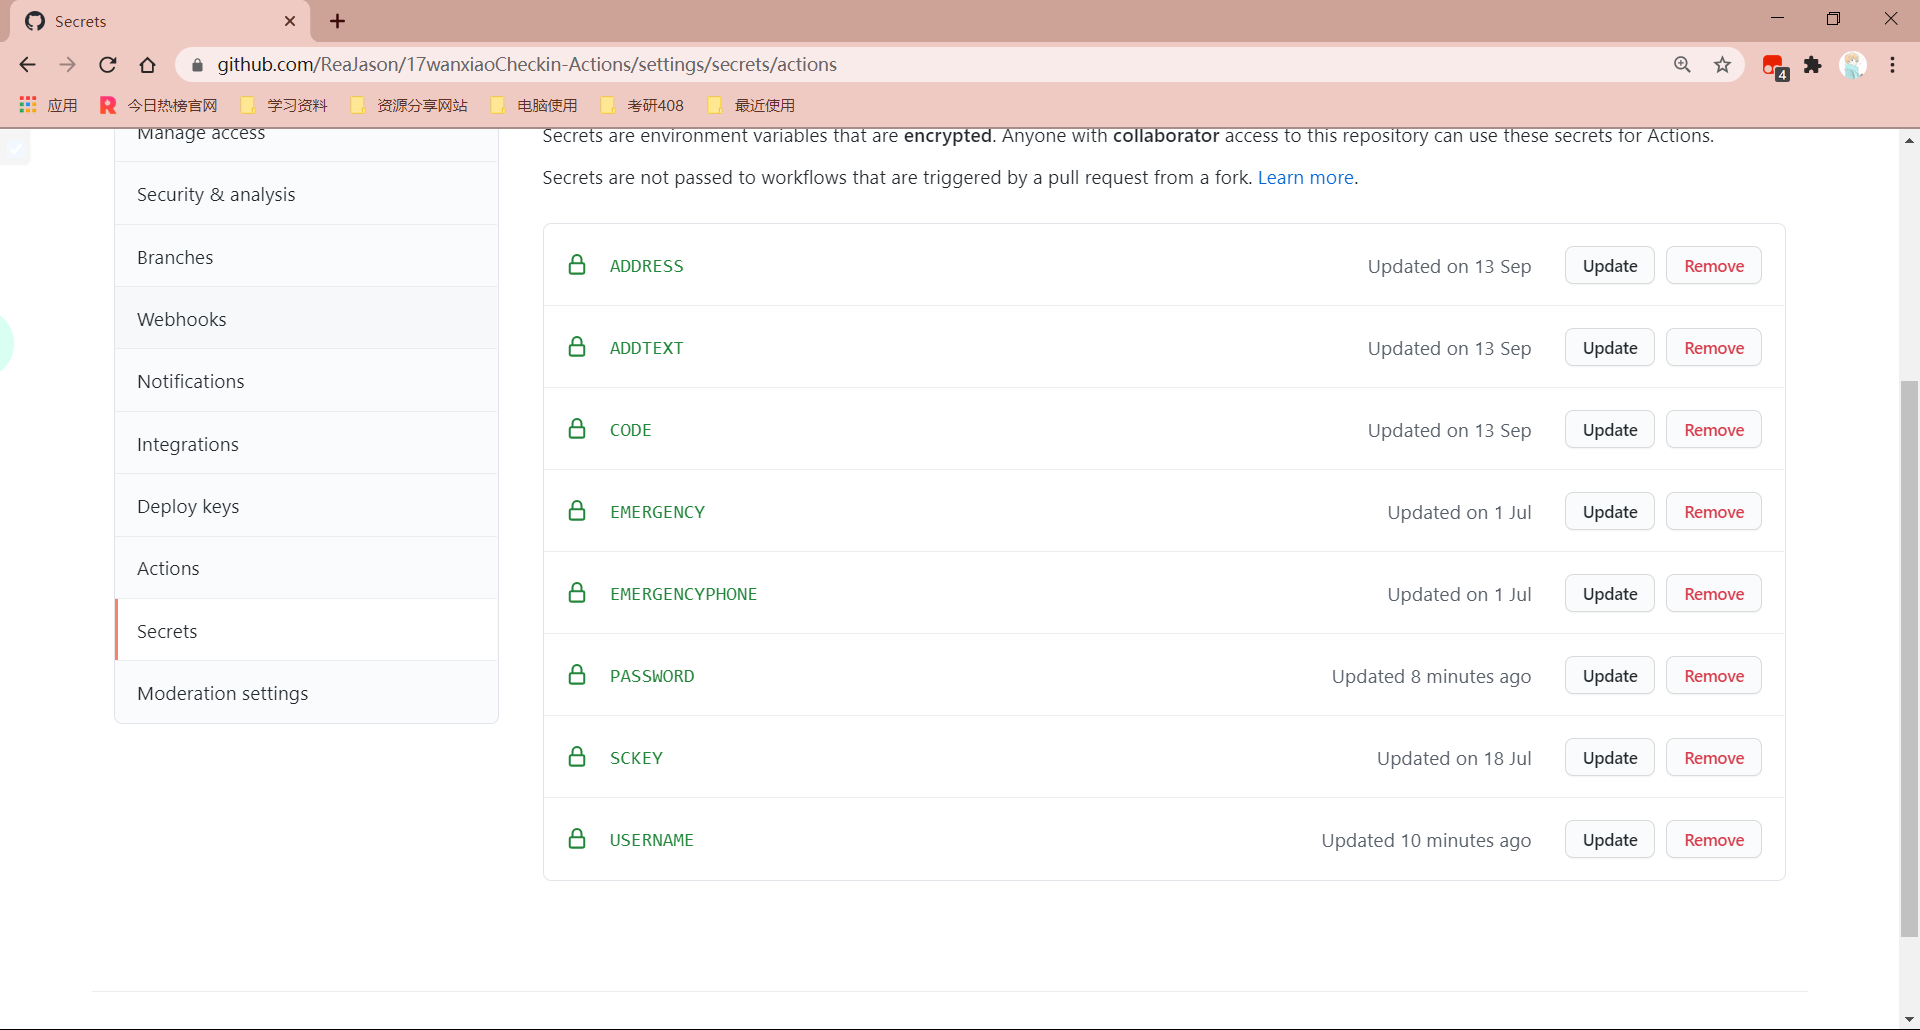 Secrets
github.com/ReaJason/17wanxiaoCheckin-Actions/settings/secrets/actions
4
应用 今日热榜官网 学习资料 资源分享网站 电脑使用 考研408 最近使用
Manage access
Security & analysis
Branches
Webhooks
Notifications
Integrations
Deploy keys
Actions
Secrets
Moderation settings
Secrets are environment variables that are encrypted. Anyone with collaborator access to this repository can use these secrets for Actions.
Secrets are not passed to workflows that are triggered by a pull request from a fork. Learn more.
ADDRESS Updated on 13 Sep Update Remove
ADDTEXT Updated on 13 Sep Update Remove
CODE Updated on 13 Sep Update Remove
EMERGENCY Updated on 1 Jul Update Remove
EMERGENCYPHONE Updated on 1 Jul Update Remove
PASSWORD Updated 8 minutes ago Update Remove
SCKEY Updated on 18 Jul Update Remove
USERNAME Updated 10 minutes ago Update Remove